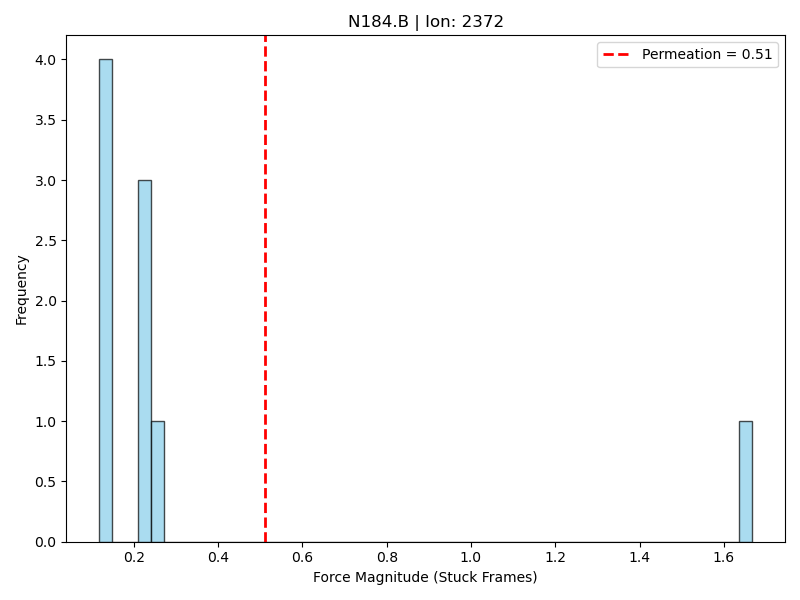 N184.B | Ion: 2372
Permeation = 0.51
4.0
3.5
3.0
2.5
2.0
1.5
1.0
0.5
0.0
Frequency
0.2 0.4 0.6 0.8 1.0 1.2 1.4 1.6
Force Magnitude (Stuck Frames)